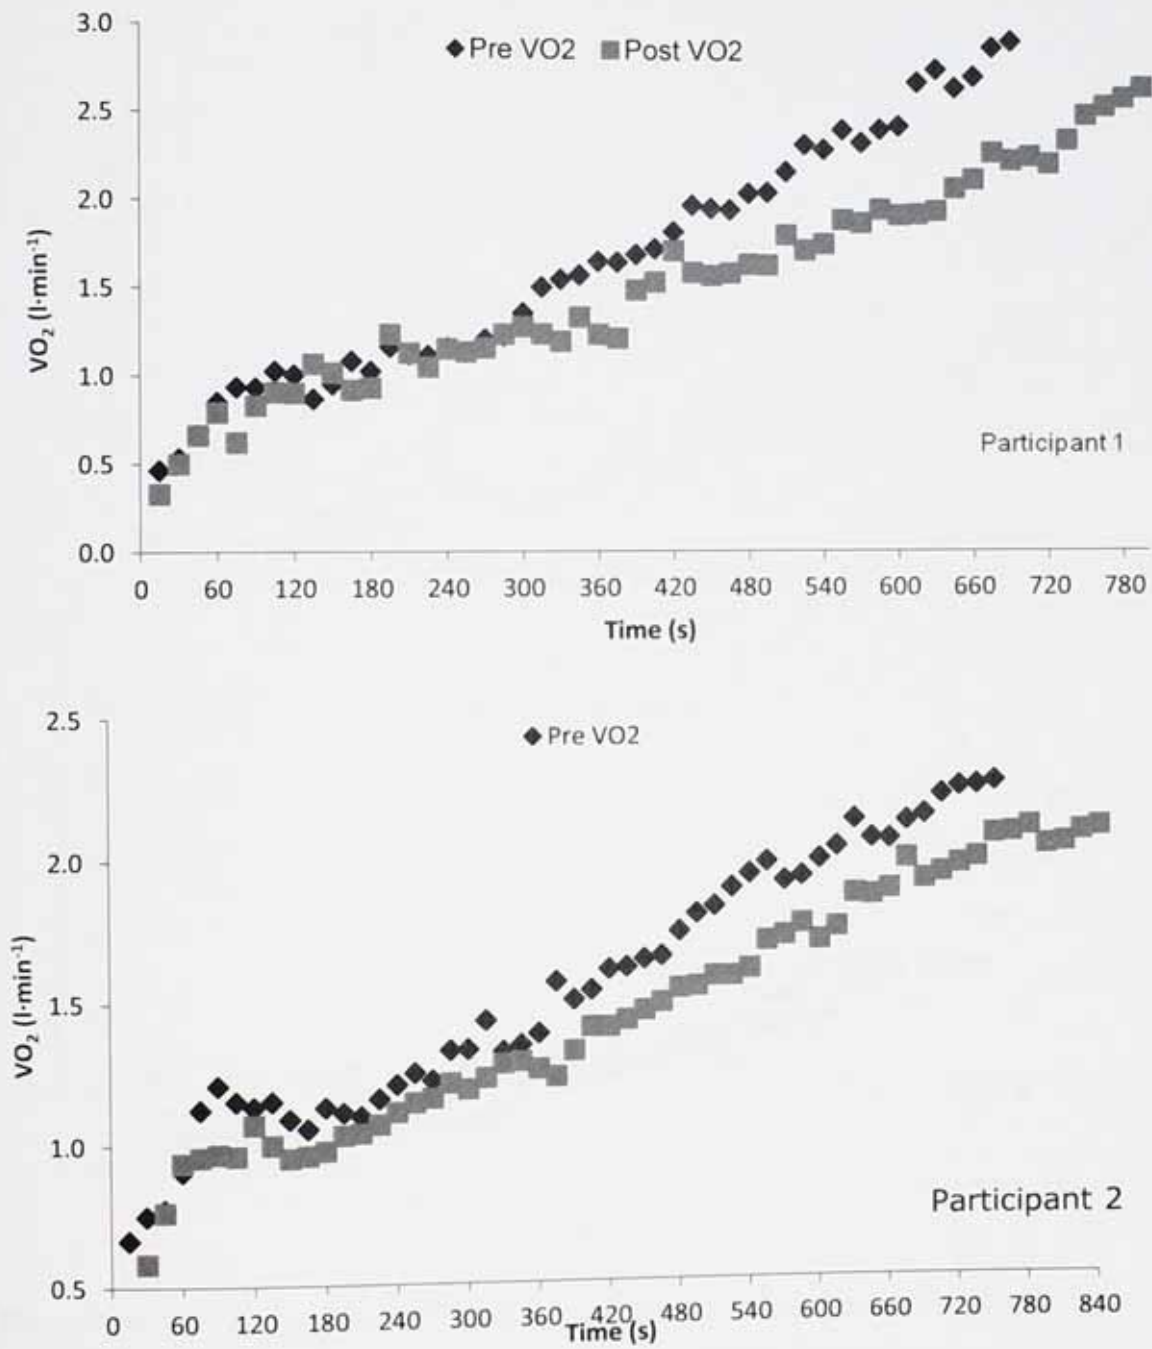 3.0
Pre VO2 Post VO2
2.5
2.0
VO₂ (l·min⁻¹)
1.5
1.0
Participant 1
0.5
0.0
0 60 120 180 240 300 360 420 480 540 600 660 720 780
Time (s)
2.5
Pre VO2
2.0
VO₂ (l·min⁻¹)
1.5
1.0
Participant 2
0.5
0 60 120 180 240 300 360 420 480 540 600 660 720 780 840
Time (s)